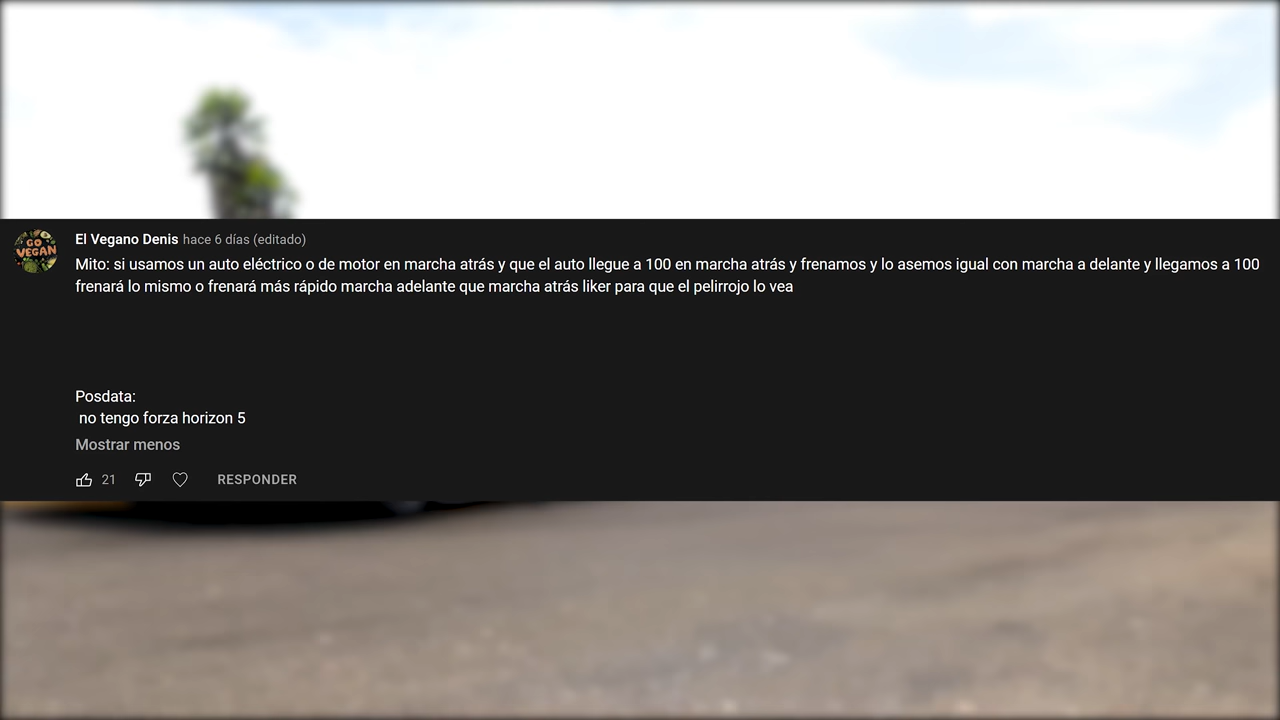 GO
VEGAN
El Vegano Denis hace 6 días (editado)
Mito: si usamos un auto eléctrico o de motor en marcha atrás y que el auto llegue a 100 en marcha atrás y frenamos y lo asemos igual con marcha a delante y llegamos a 100
frenará lo mismo o frenará más rápido marcha adelante que marcha atrás liker para que el pelirrojo lo vea
Posdata:
no tengo forza horizon 5
Mostrar menos
21 RESPONDER